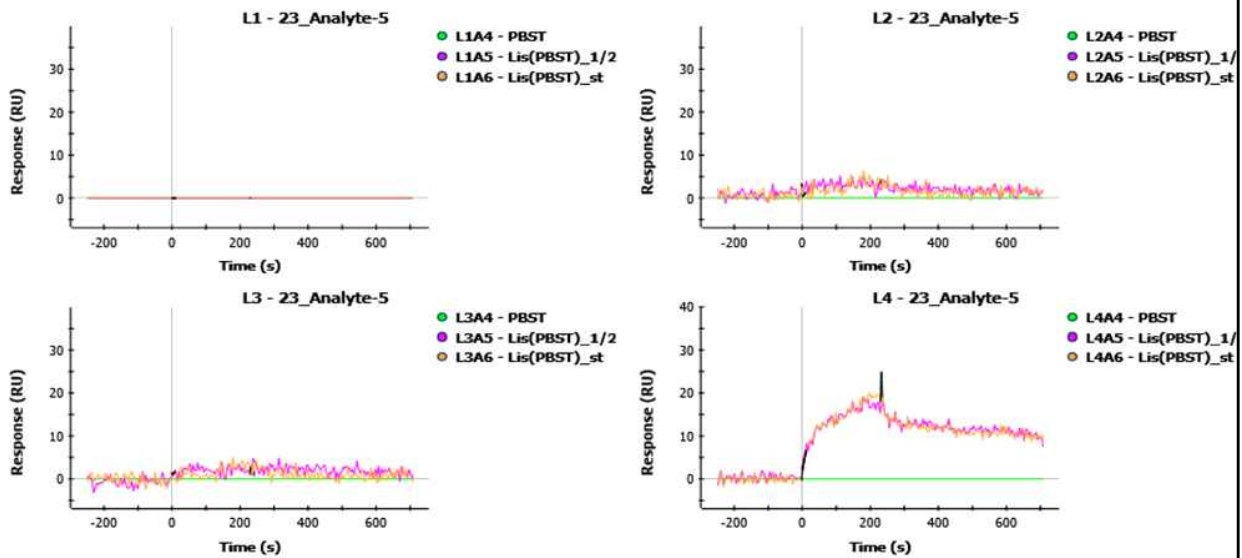 L1 - 23_Analyte-5
L1A4 - PBST
L1A5 - Lis(PBST)_1/2
L1A6 - Lis(PBST)_st
Response (RU)
30
20
10
0
-200 0 200 400 600
Time (s)
L2 - 23_Analyte-5
L2A4 - PBST
L2A5 - Lis(PBST)_1/
L2A6 - Lis(PBST)_st
Response (RU)
30
20
10
0
-200 0 200 400 600
Time (s)
L3 - 23_Analyte-5
L3A4 - PBST
L3A5 - Lis(PBST)_1/2
L3A6 - Lis(PBST)_st
Response (RU)
30
20
10
0
-200 0 200 400 600
Time (s)
L4 - 23_Analyte-5
L4A4 - PBST
L4A5 - Lis(PBST)_1/
L4A6 - Lis(PBST)_st
Response (RU)
40
30
20
10
0
-200 0 200 400 600
Time (s)